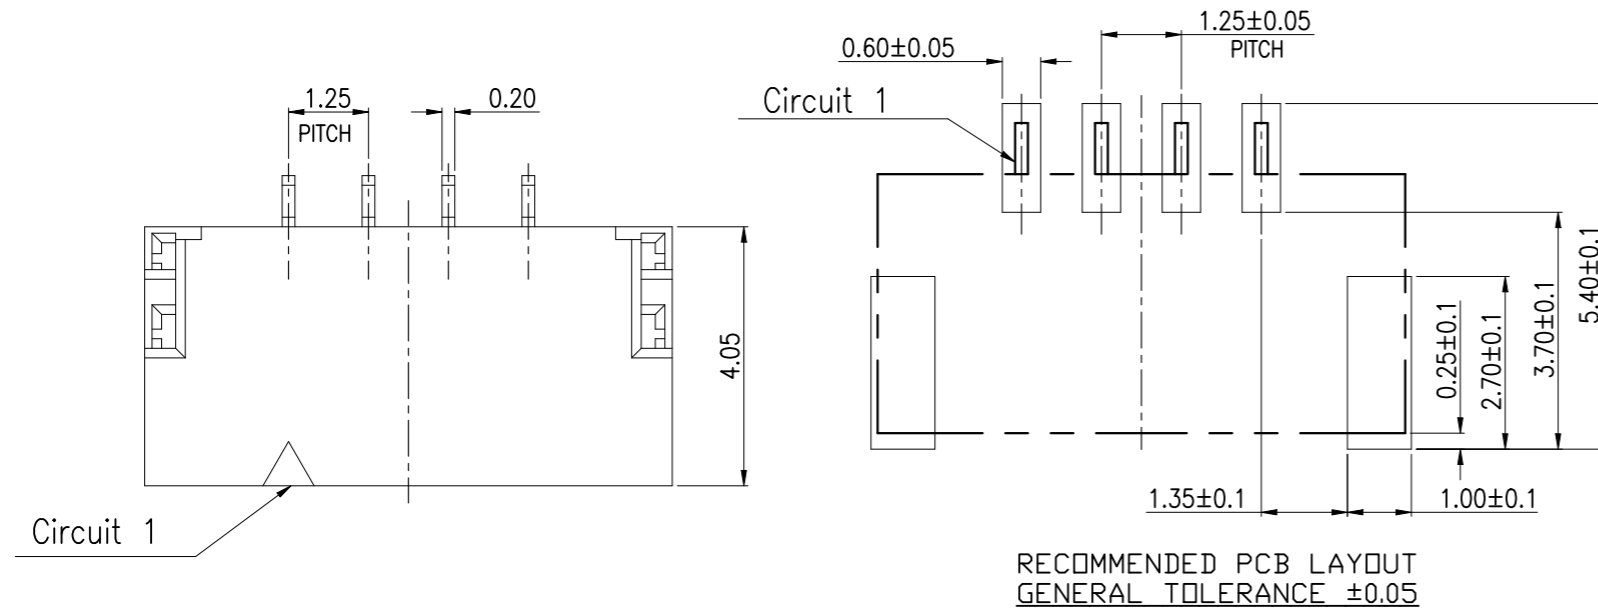 1.25
PITCH
0.20
4.05
Circuit 1
0.60±0.05
1.25±0.05
PITCH
Circuit 1
0.25±0.1
2.70±0.1
3.70±0.1
5.40±0.1
1.35±0.1
1.00±0.1
RECOMMENDED PCB LAYOUT
GENERAL TOLERANCE ±0.05